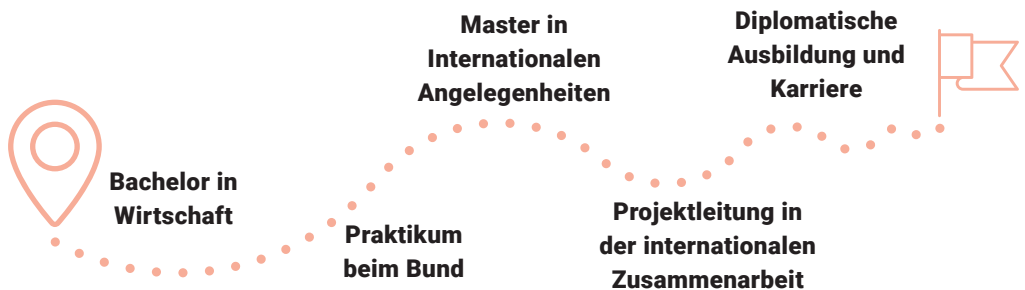 Bachelor in
Wirtschaft
Praktikum
beim Bund
Master in
Internationalen
Angelegenheiten
Projektleitung in
der internationalen
Zusammenarbeit
Diplomatische
Ausbildung und
Karriere